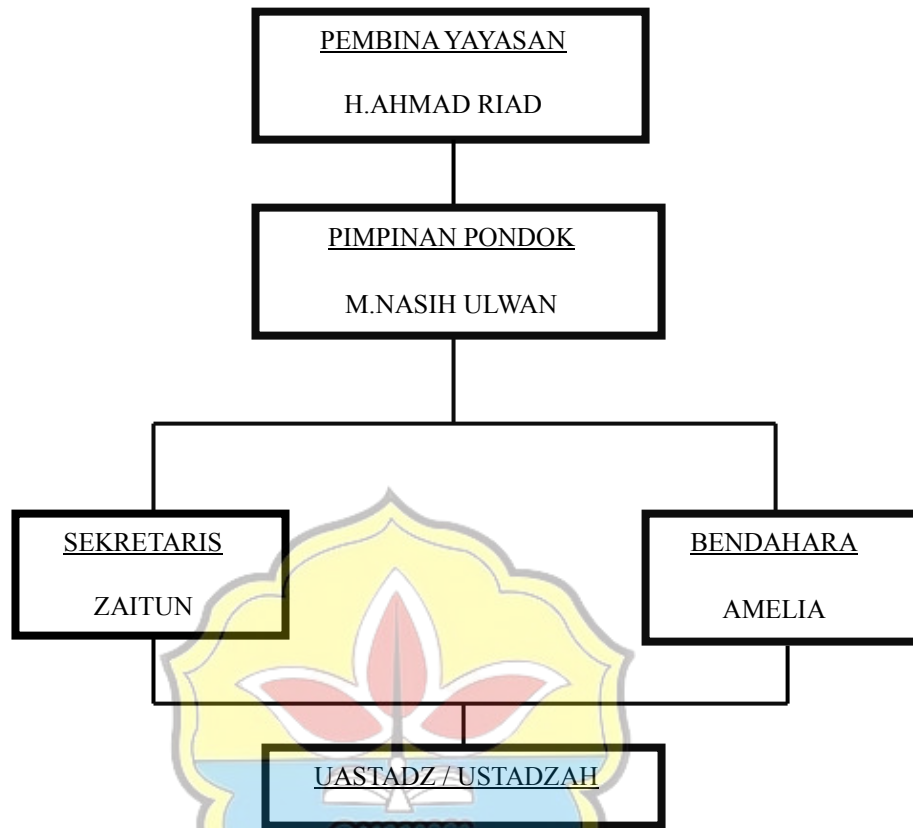 PEMBINA YAYASAN
H.AHMAD RIAD
PIMPINAN PONDOK
M.NASIH ULWAN
SEKRETARIS
ZAITUN
BENDAHARA
AMELIA
UASTADZ / USTADZAH